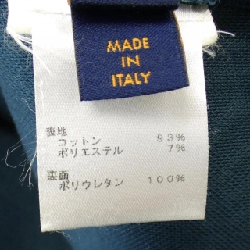 MADE
IN
ITALY
表地
コットン 93%
ポリエステル 7%
裏面
ポリウレタン 100%